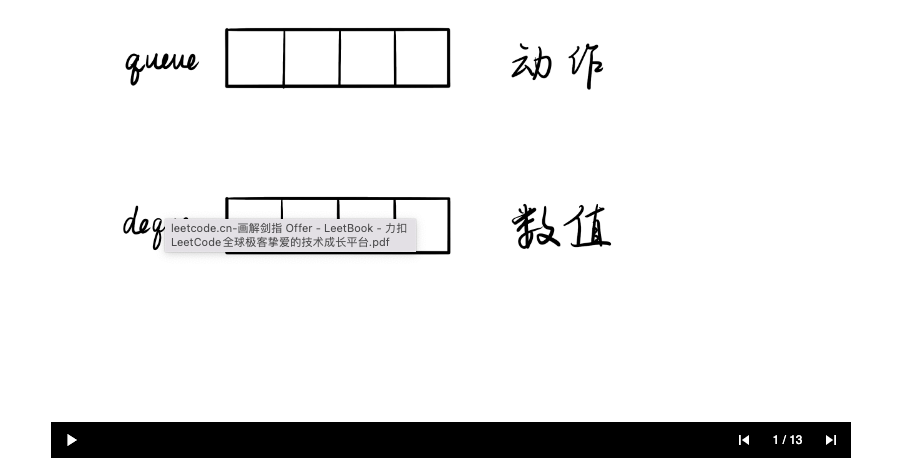 queue 动作
deq 数值
leetcode.cn-画解剑指 Offer - LeetBook - 力扣
LeetCode全球极客挚爱的技术成长平台.pdf
1 / 13